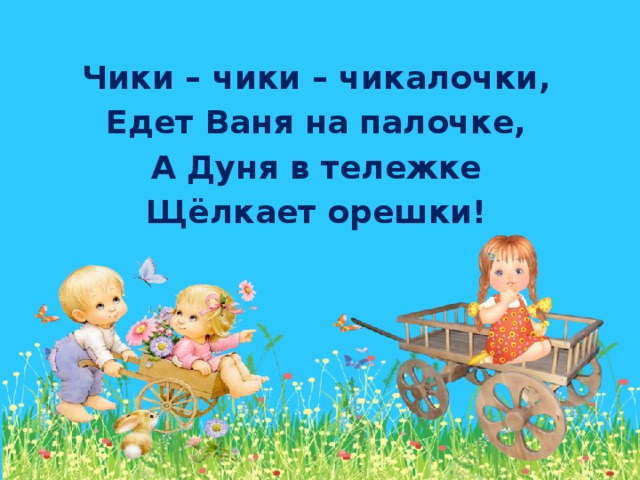 Чики – чики – чикалочки,
Едет Ваня на палочке,
А Дуня в тележке
Щёлкает орешки!